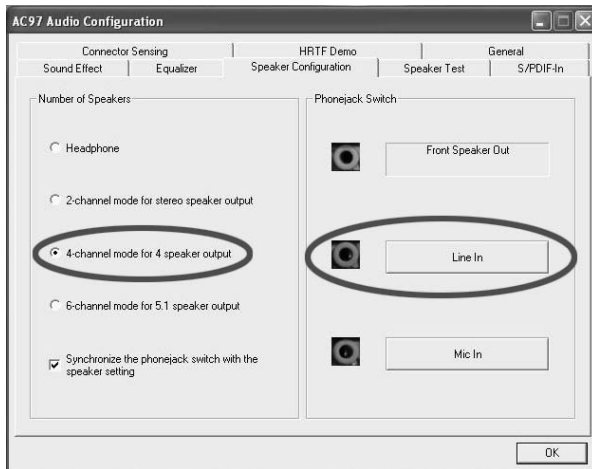 AC97 Audio Configuration
Connector Sensing
HRTF Demo
General
Sound Effect
Equalizer
Speaker Configuration
Speaker Test
S/PDIF-In
Number of Speakers
Headphone
2-channel mode for stereo speaker output
4-channel mode for 4 speaker output
6-channel mode for 5.1 speaker output
Synchronize the phonejack switch with the
speaker setting
Phonejack Switch
Front Speaker Out
Line In
Mic In
OK